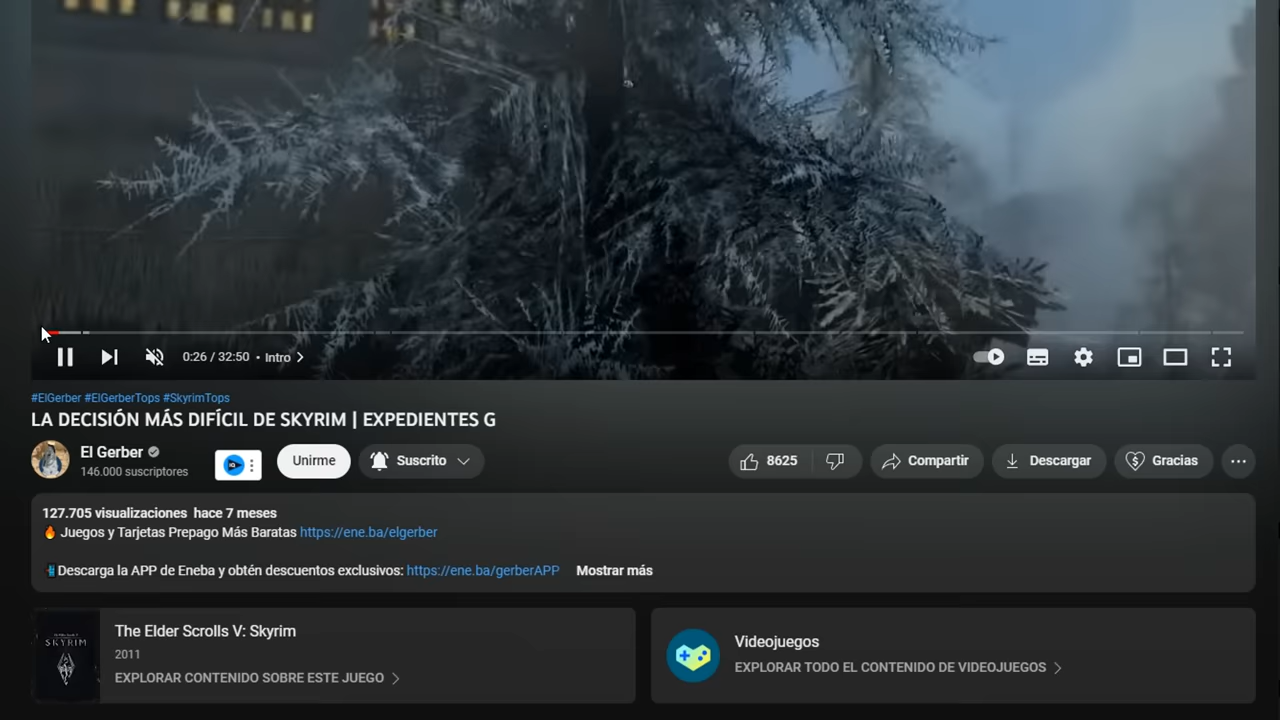 0:26 / 32:50 • Intro
#ElGerber #ElGerberTops #SkyrimTops
LA DECISIÓN MÁS DIFÍCIL DE SKYRIM | EXPEDIENTES G
El Gerber
146.000 suscriptores
IQ
Unirme
Suscrito
8625
Compartir
Descargar
Gracias
127.705 visualizaciones hace 7 meses
Juegos y Tarjetas Prepago Más Baratas https://ene.ba/elgerber
Descarga la APP de Eneba y obtén descuentos exclusivos: https://ene.ba/gerberAPP Mostrar más
SKYRIM
The Elder Scrolls V: Skyrim
2011
EXPLORAR CONTENIDO SOBRE ESTE JUEGO
Videojuegos
EXPLORAR TODO EL CONTENIDO DE VIDEOJUEGOS